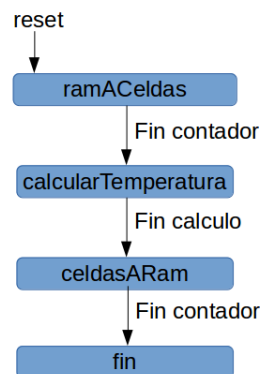 reset
ramACeldas
Fin contador
calcularTemperatura
Fin calculo
celdasARam
Fin contador
fin